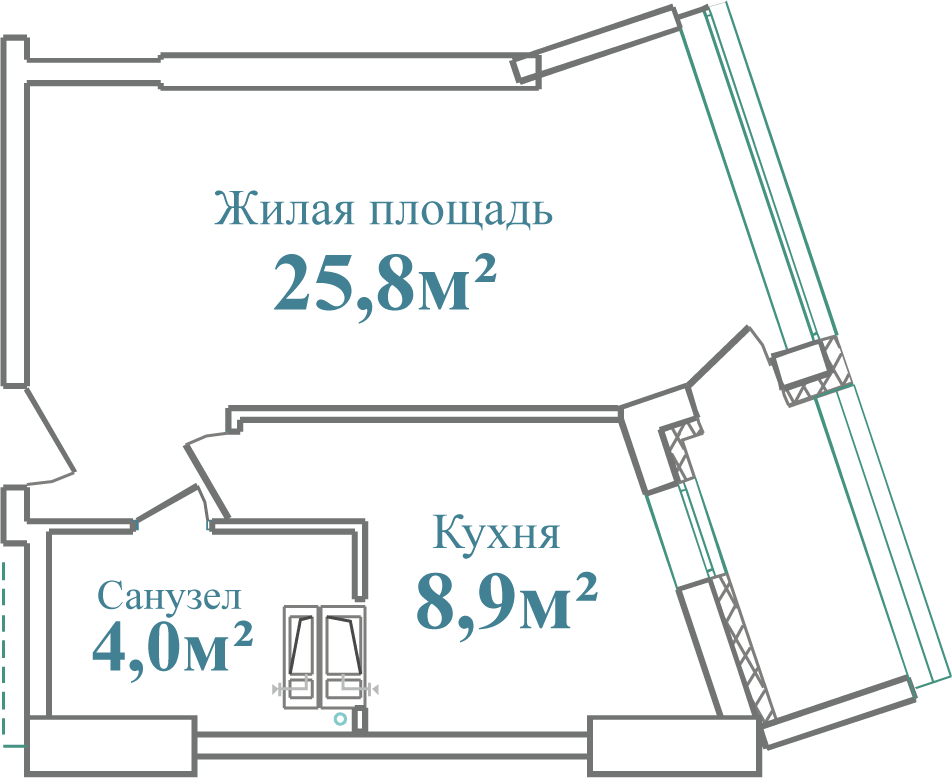 Жилая площадь
25,8м²
Кухня
8,9м²
Санузел
4,0м²